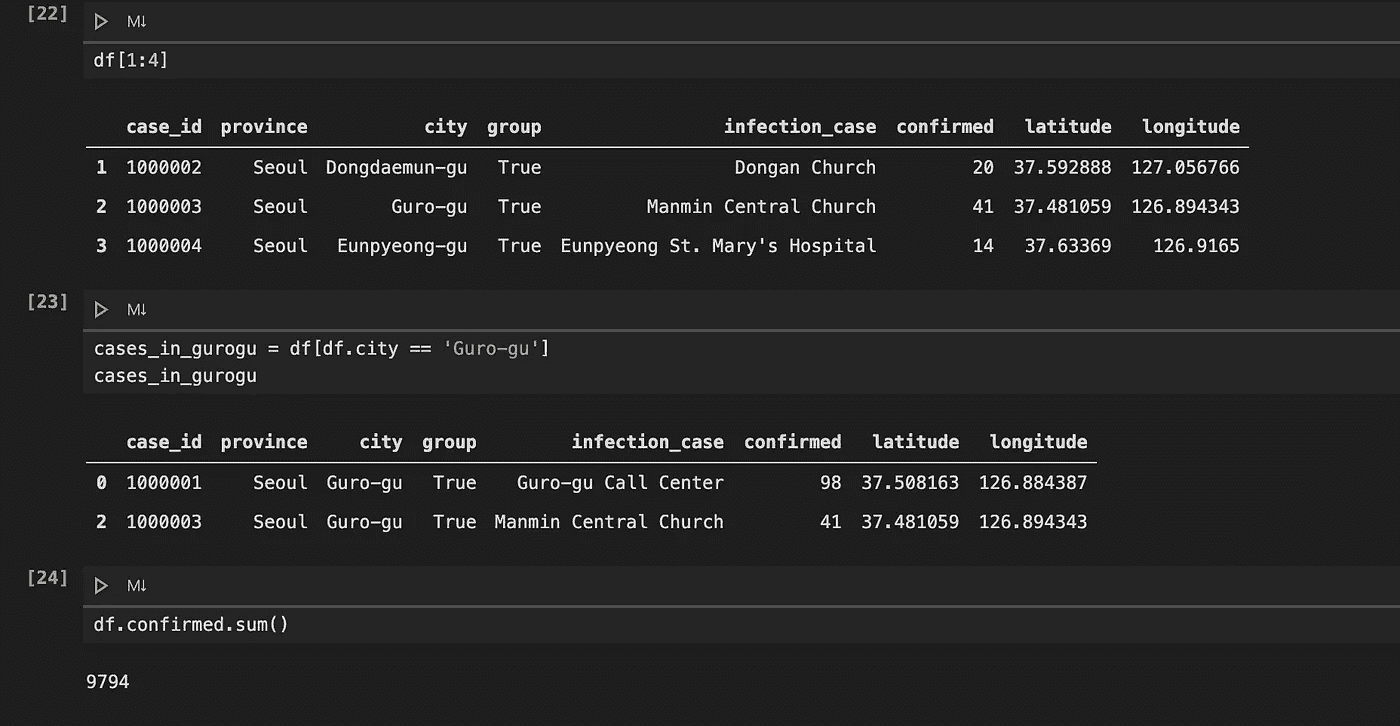 [22]
M↓
df[1:4]
case_id province city group infection_case confirmed latitude longitude
1 1000002 Seoul Dongdaemun-gu True Dongan Church 20 37.592888 127.056766
2 1000003 Seoul Guro-gu True Manmin Central Church 41 37.481059 126.894343
3 1000004 Seoul Eunpyeong-gu True Eunpyeong St. Mary's Hospital 14 37.63369 126.9165
[23]
M↓
cases_in_gurogu = df[df.city == 'Guro-gu']
cases_in_gurogu
case_id province city group infection_case confirmed latitude longitude
0 1000001 Seoul Guro-gu True Guro-gu Call Center 98 37.508163 126.884387
2 1000003 Seoul Guro-gu True Manmin Central Church 41 37.481059 126.894343
[24]
M↓
df.confirmed.sum()
9794